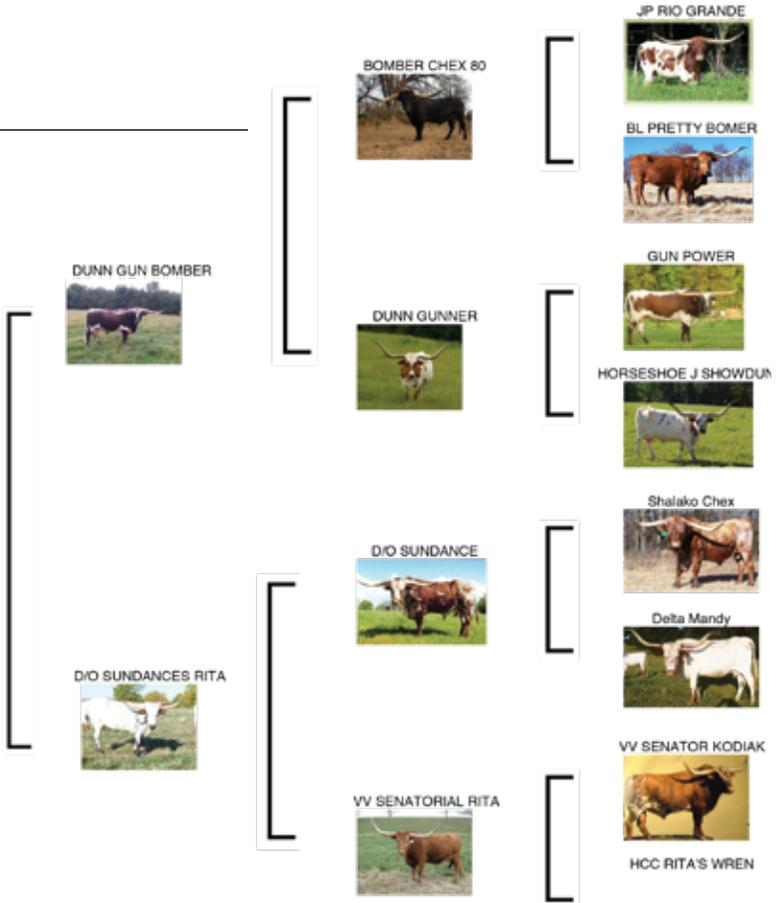 JP RIO GRANDE
BOMBER CHEX 80
BL PRETTY BOMER
DUNN GUN BOMBER
GUN POWER
DUNN GUNNER
HORSESHOE J SHOWDUN
Shalako Chex
D/O SUNDANCE
Delta Mandy
D/O SUNDANCES RITA
VV SENATOR KODIAK
VV SENATORIAL RITA
HCC RITA'S WREN